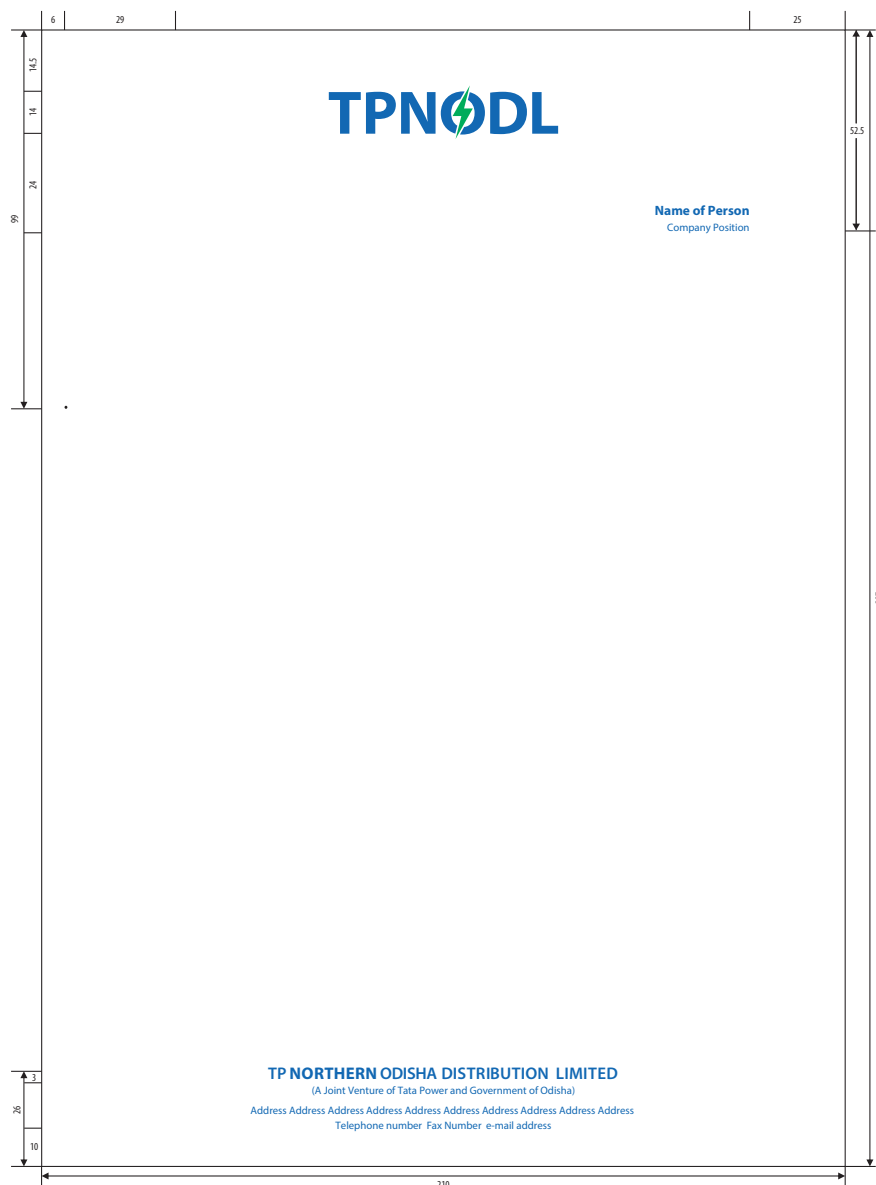 6 29 25
14.5
14
52.5
24
99
TPNODL
Name of Person
Company Position
TP NORTHERN ODISHA DISTRIBUTION LIMITED
(A Joint Venture of Tata Power and Government of Odisha)
Address Address Address Address Address Address Address Address Address Address
Telephone number Fax Number e-mail address
3
26
10
210